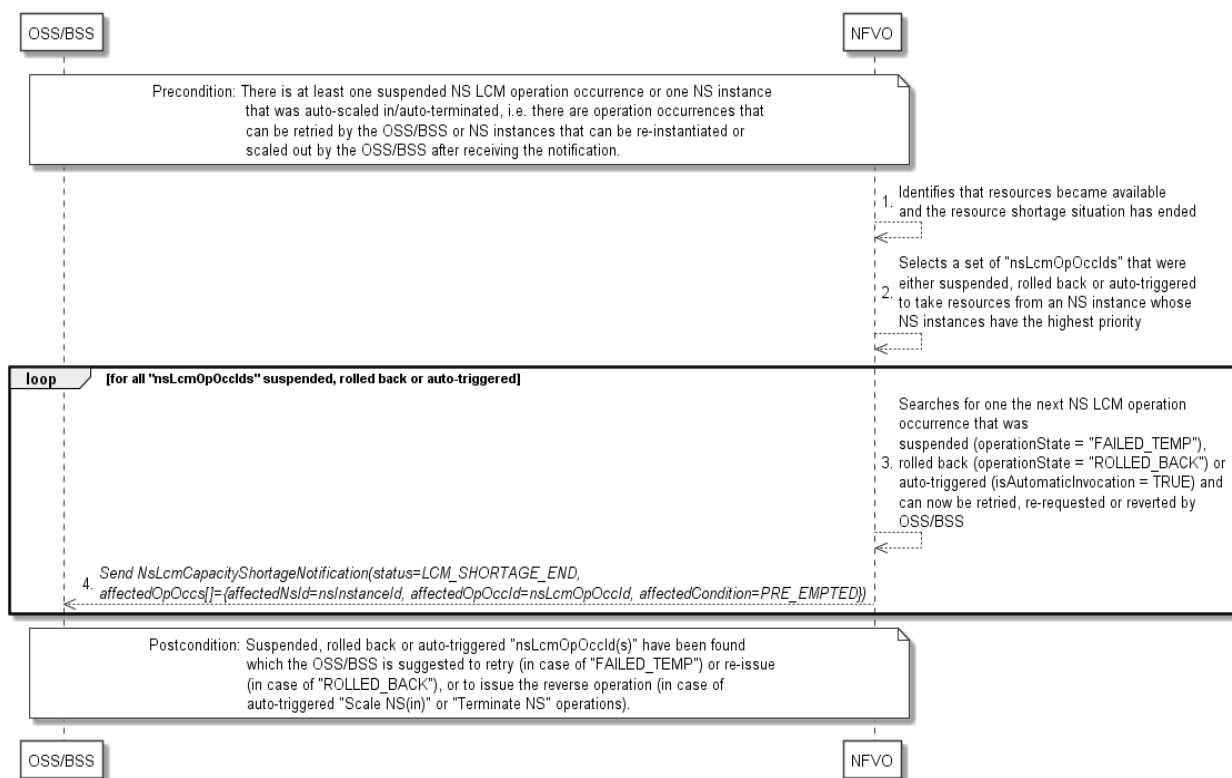 OSS/BSS
NFVO
Precondition: There is at least one suspended NS LCM operation occurrence or one NS instance
that was auto-scaled in/auto-terminated, i.e. there are operation occurrences that
can be retried by the OSS/BSS or NS instances that can be re-instantiated or
scaled out by the OSS/BSS after receiving the notification.
1. Identifies that resources became available
and the resource shortage situation has ended
Selects a set of "nsLcmOpOccIds" that were
either suspended, rolled back or auto-triggered
2. to take resources from an NS instance whose
NS instances have the highest priority
loop [for all "nsLcmOpOccIds" suspended, rolled back or auto-triggered]
Searches for one the next NS LCM operation
occurrence that was
suspended (operationState = "FAILED_TEMP"),
3. rolled back (operationState = "ROLLED_BACK") or
auto-triggered (isAutomaticInvocation = TRUE) and
can now be retried, re-requested or reverted by
OSS/BSS
4. Send NsLcmCapacityShortageNotification(status=LCM_SHORTAGE_END,
affectedOpOccs[]={affectedNsId=nsInstanceId, affectedOpOccId=nsLcmOpOccId, affectedCondition=PRE_EMPTED})
Postcondition: Suspended, rolled back or auto-triggered "nsLcmOpOccId(s)" have been found
which the OSS/BSS is suggested to retry (in case of "FAILED_TEMP") or re-issue
(in case of "ROLLED_BACK"), or to issue the reverse operation (in case of
auto-triggered "Scale NS(in)" or "Terminate NS" operations).
OSS/BSS
NFVO